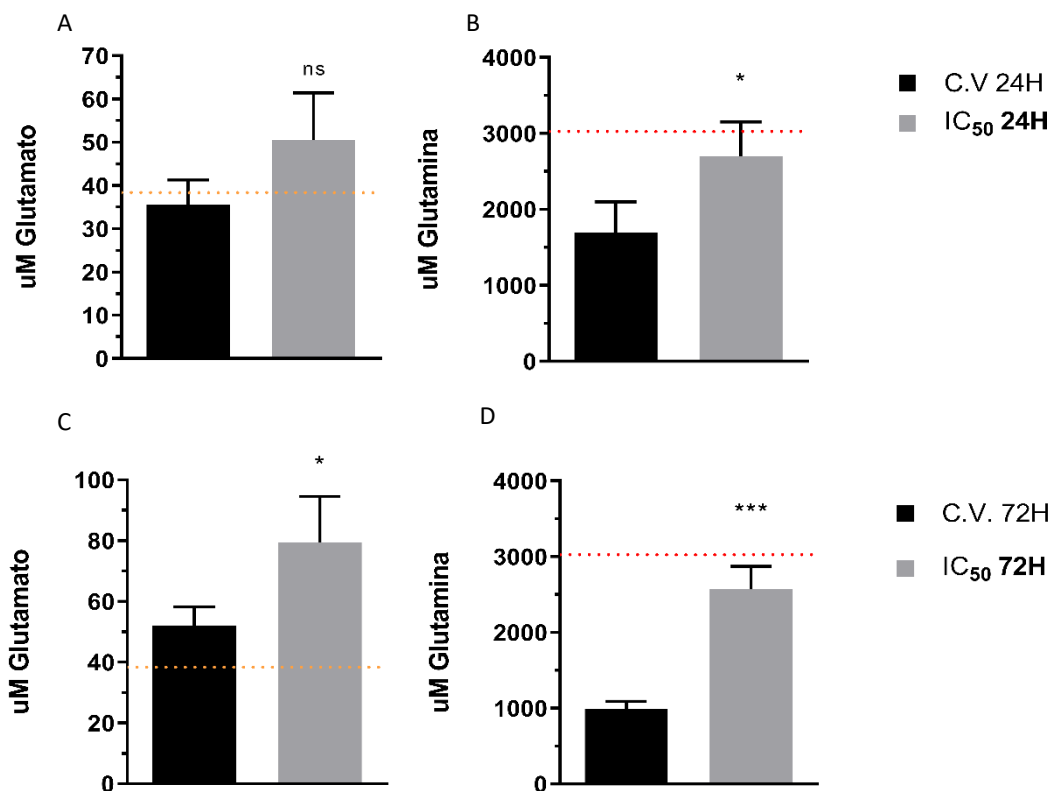 A
70
60
50
40
30
20
10
0
uM Glutamato
ns
B
4000
3000
2000
1000
0
uM Glutamina
*
C.V 24H
IC50 24H
C
100
80
60
40
20
0
uM Glutamato
*
D
4000
3000
2000
1000
0
uM Glutamina
***
C.V. 72H
IC50 72H